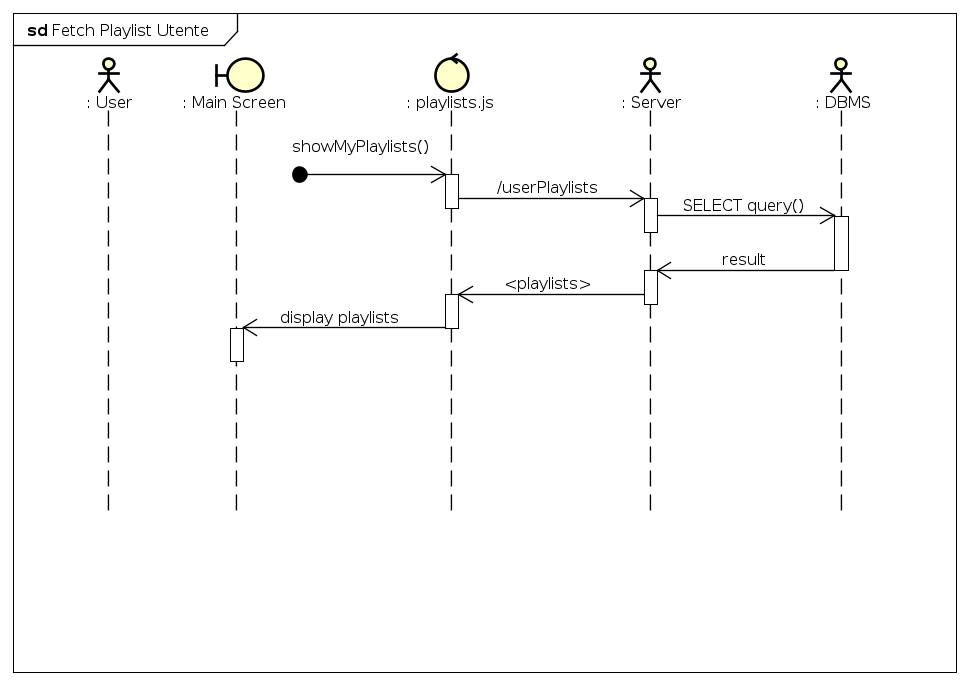 sd Fetch Playlist Utente
: User
: Main Screen
: playlists.js
: Server
: DBMS
showMyPlaylists()
/userPlaylists
SELECT query()
result
<playlists>
display playlists